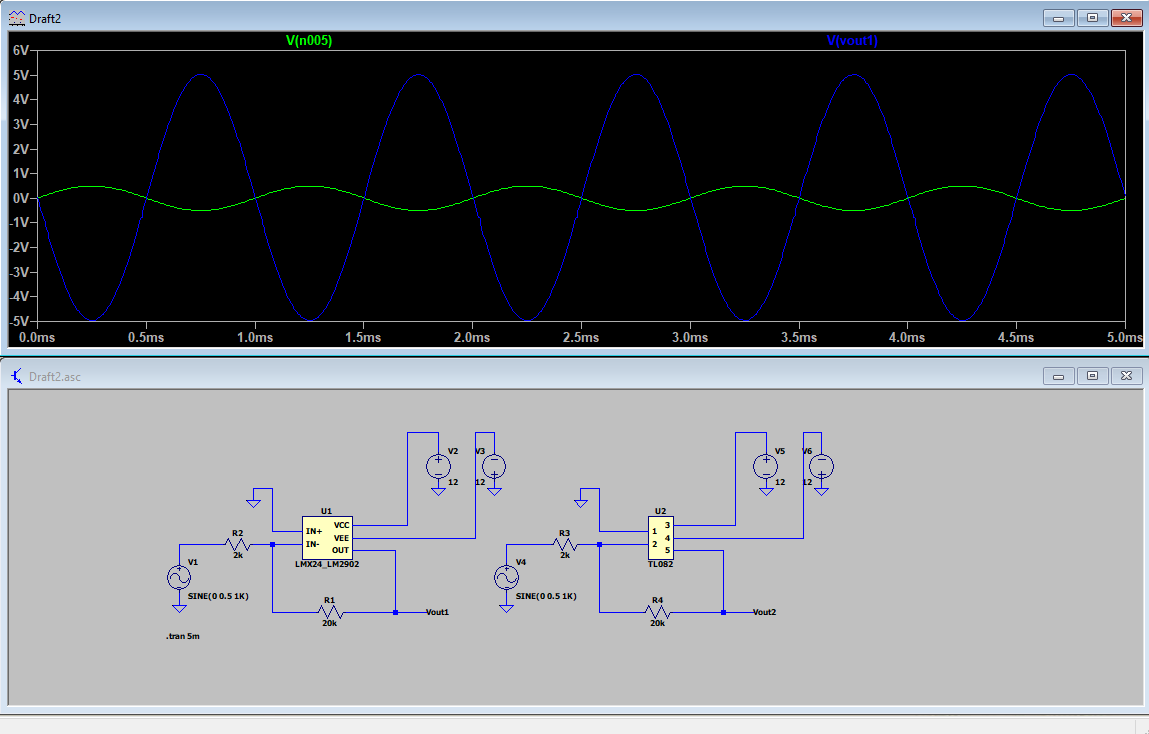 Draft2
V(n005) V(vout1)
6V
5V
4V
3V
2V
1V
0V
-1V
-2V
-3V
-4V
-5V
0.0ms 0.5ms 1.0ms 1.5ms 2.0ms 2.5ms 3.0ms 3.5ms 4.0ms 4.5ms 5.0ms
Draft2.asc
V2 V3 V5 V6
12 12 12 12
U1 U2
IN+ VCC 1 3
IN- VEE 2 4
OUT 5
LMX24_LM2902 TL082
R2 R3
2k 2k
V1 V4
SINE(0 0.5 1K) SINE(0 0.5 1K)
R1 R4
20k 20k
Vout1 Vout2
.tran 5m